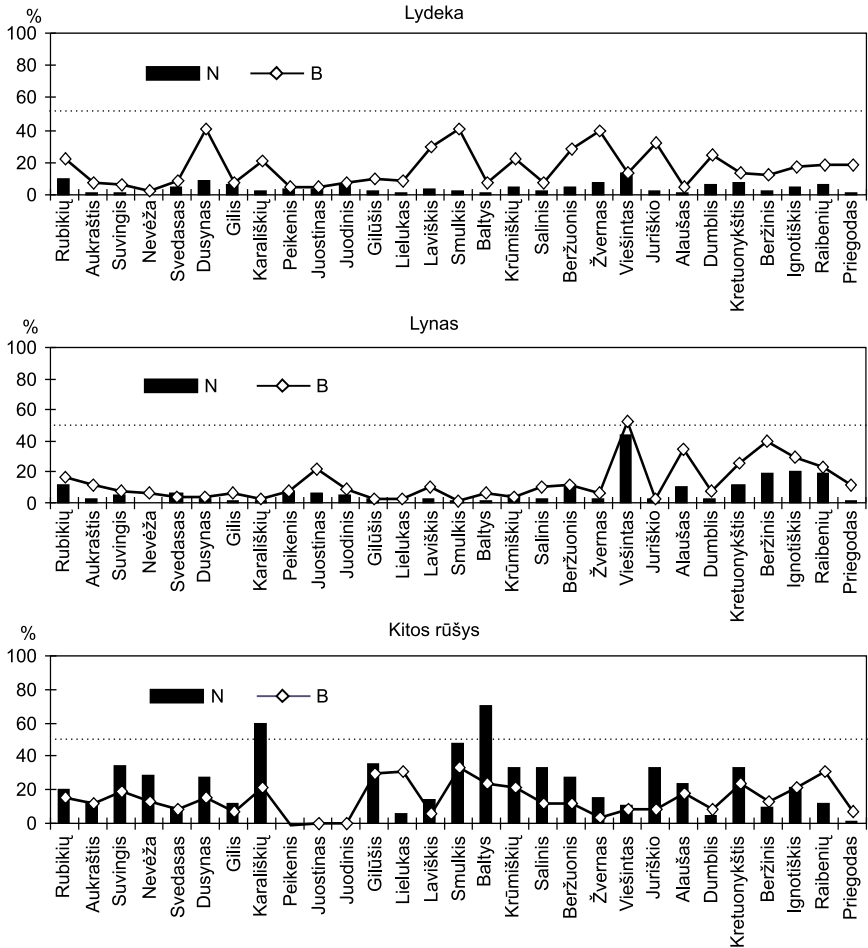 Lydeka
%
100
80
60
40
20
0
N B
Rubikių
Aukraštis
Suvingis
Nevėža
Svedasas
Dusynas
Gilis
Karališkių
Peikenis
Juostinas
Juodinis
Gilūšis
Lielukas
Laviškis
Smulkis
Baltys
Krūmiškių
Salinis
Beržuonis
Žvernas
Viešintas
Juriškio
Alaušas
Dumblis
Kretuonykštis
Beržinis
Ignotiškis
Raibenių
Priegodas
Lynas
%
100
80
60
40
20
0
N B
Rubikių
Aukraštis
Suvingis
Nevėža
Svedasas
Dusynas
Gilis
Karališkių
Peikenis
Juostinas
Juodinis
Gilūšis
Lielukas
Laviškis
Smulkis
Baltys
Krūmiškių
Salinis
Beržuonis
Žvernas
Viešintas
Juriškio
Alaušas
Dumblis
Kretuonykštis
Beržinis
Ignotiškis
Raibenių
Priegodas
Kitos rūšys
%
100
80
60
40
20
0
N B
Rubikių
Aukraštis
Suvingis
Nevėža
Svedasas
Dusynas
Gilis
Karališkių
Peikenis
Juostinas
Juodinis
Gilūšis
Lielukas
Laviškis
Smulkis
Baltys
Krūmiškių
Salinis
Beržuonis
Žvernas
Viešintas
Juriškio
Alaušas
Dumblis
Kretuonykštis
Beržinis
Ignotiškis
Raibenių
Priegodas